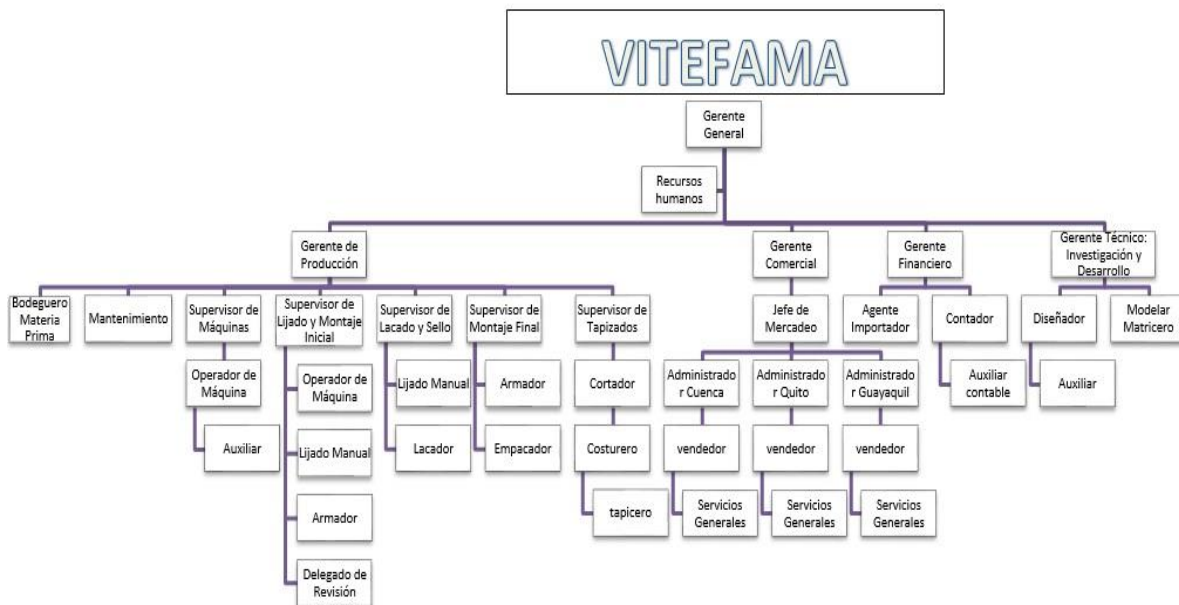 VITEFAMA
Gerente
General
Recursos
humanos
Gerente de
Producción
Gerente
Comercial
Gerente
Financiero
Gerente Técnico:
Investigación y
Desarrollo
Bodeguero
Materia
Prima
Mantenimiento
Supervisor de
Máquinas
Supervisor de
Lijado y Montaje
Inicial
Supervisor de
Lacado y Sello
Supervisor de
Montaje Final
Supervisor de
Tapizados
Jefe de
Mercadeo
Agente
Importador
Contador
Diseñador
Modelar
Matricero
Operador de
Máquina
Operador de
Máquina
Lijado Manual
Armador
Cortador
Administrado
r Cuenca
Administrado
r Quito
Administrado
r Guayaquil
Auxiliar
contable
Auxiliar
Auxiliar
Lijado Manual
Lacador
Empacador
Costurero
vendedor
vendedor
vendedor
Armador
tapicero
Servicios
Generales
Servicios
Generales
Servicios
Generales
Delegado de
Revisión